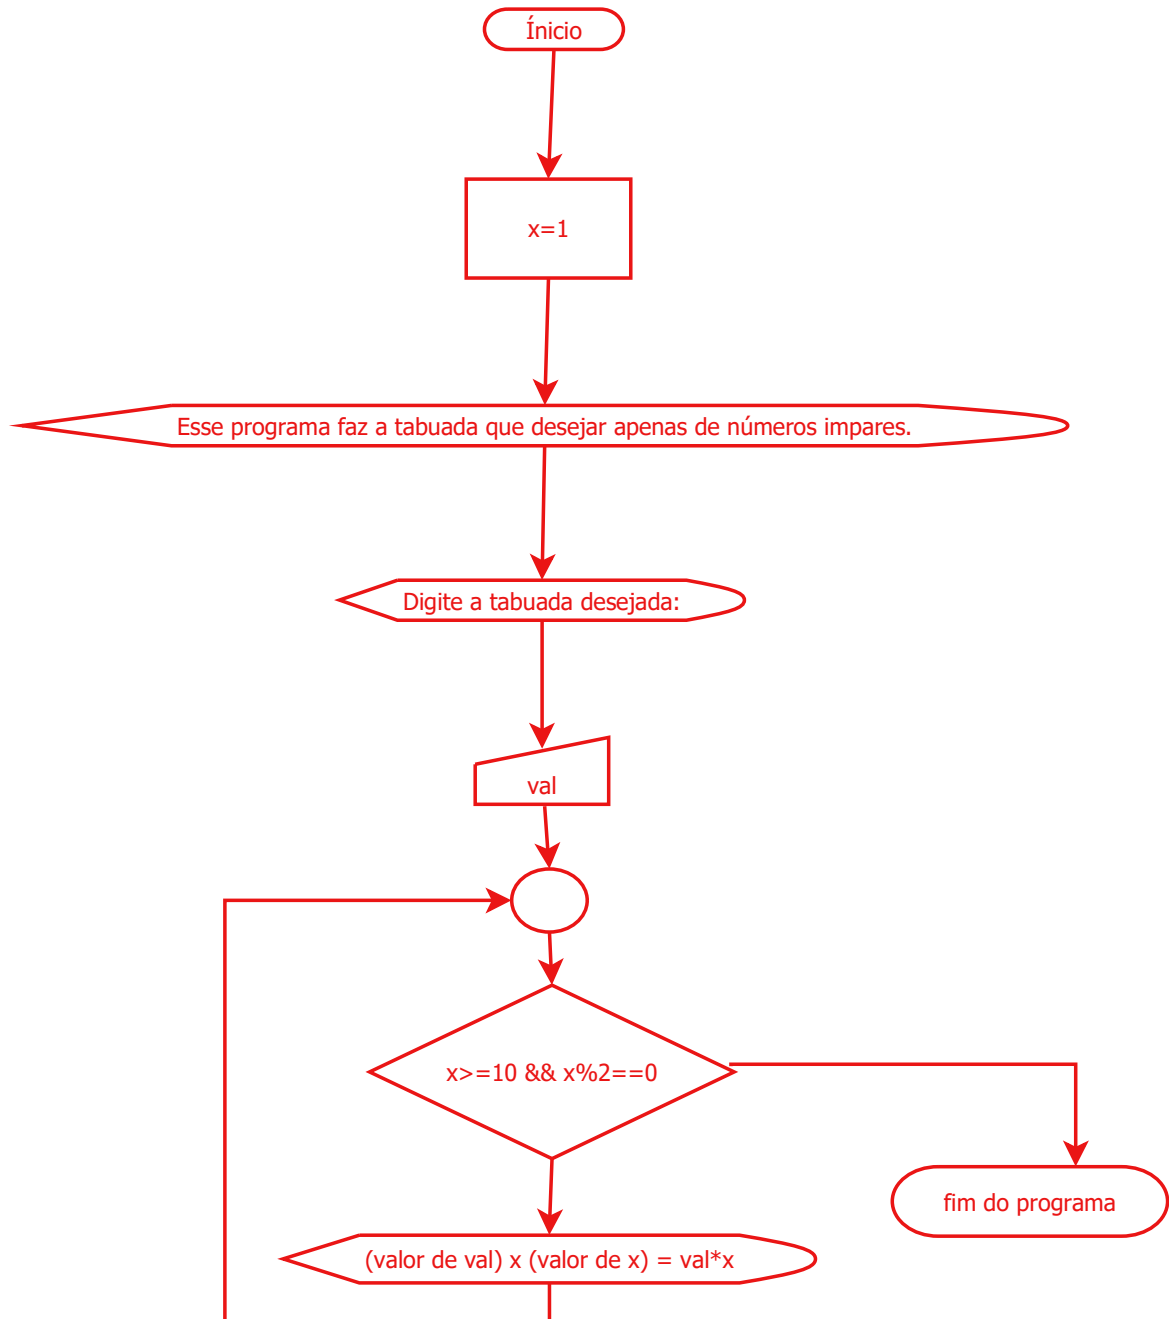 Ínicio
x=1
Esse programa faz a tabuada que desejar apenas de números impares.
Digite a tabuada desejada:
val
x>=10 && x%2==0
fim do programa
(valor de val) x (valor de x) = val*x